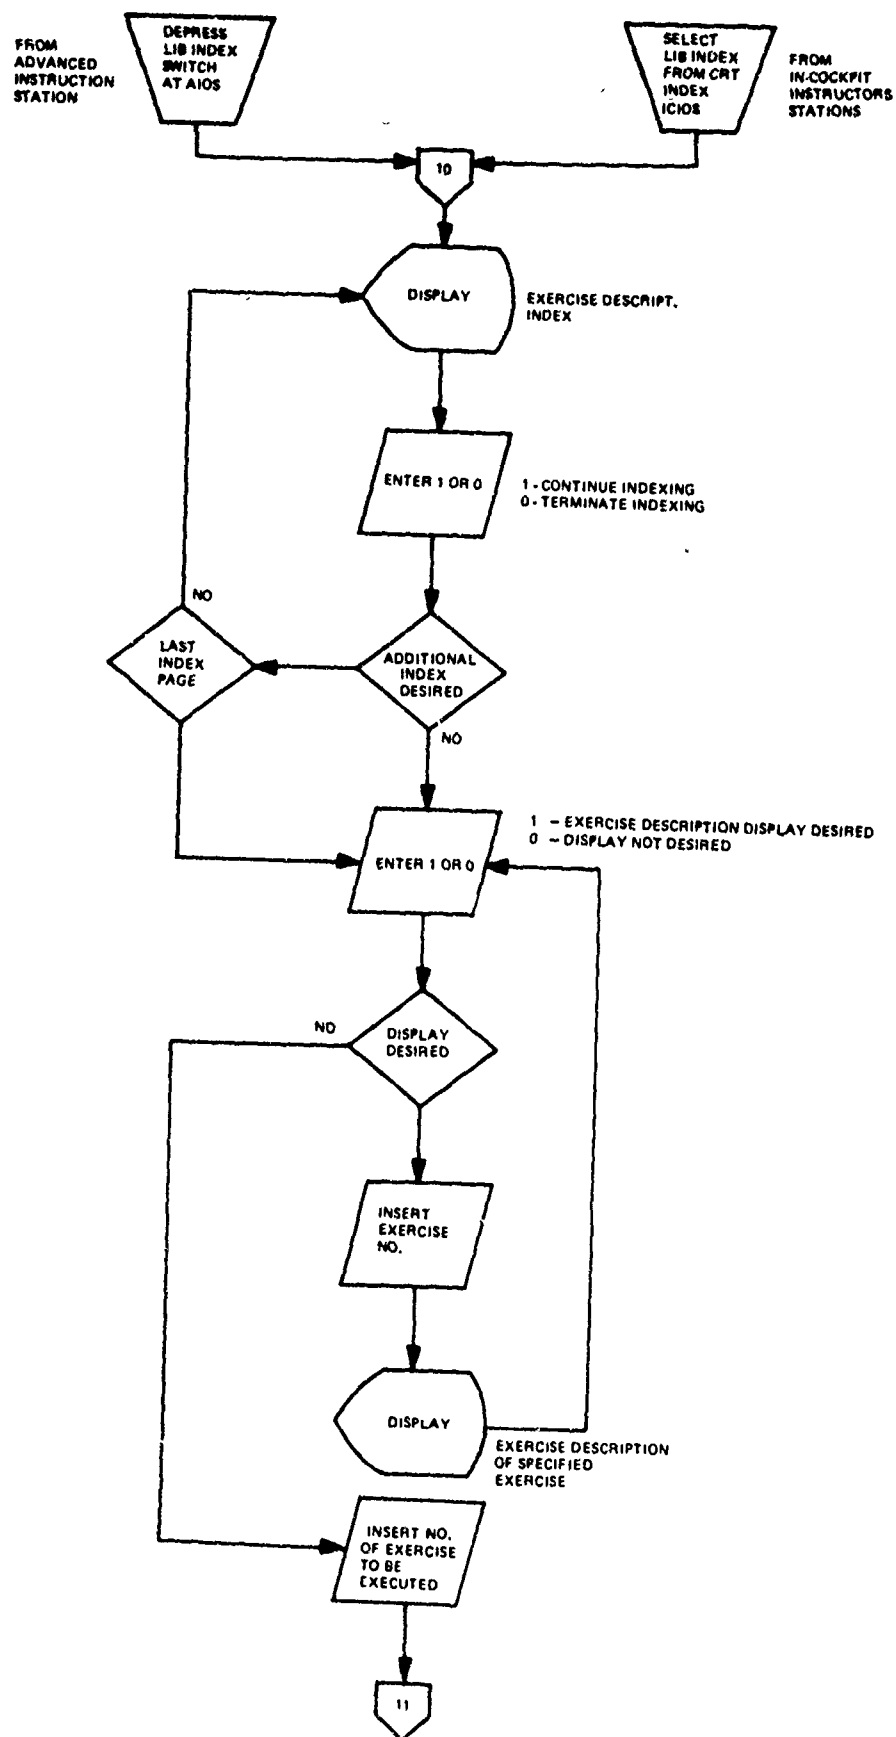 FROM
ADVANCED
INSTRUCTION
STATION
DEPRESS
LIB INDEX
SWITCH
AT AIOS
SELECT
LIB INDEX
FROM CRT
INDEX
ICIOS
FROM
IN-COCKPIT
INSTRUCTORS
STATIONS
10
DISPLAY
EXERCISE DESCRIPT.
INDEX
ENTER 1 OR 0
1 - CONTINUE INDEXING
0 - TERMINATE INDEXING
NO
LAST
INDEX
PAGE
ADDITIONAL
INDEX
DESIRED
NO
ENTER 1 OR 0
1 - EXERCISE DESCRIPTION DISPLAY DESIRED
0 - DISPLAY NOT DESIRED
NO
DISPLAY
DESIRED
INSERT
EXERCISE
NO.
DISPLAY
EXERCISE DESCRIPTION
OF SPECIFIED
EXERCISE
INSERT NO.
OF EXERCISE
TO BE
EXECUTED
11